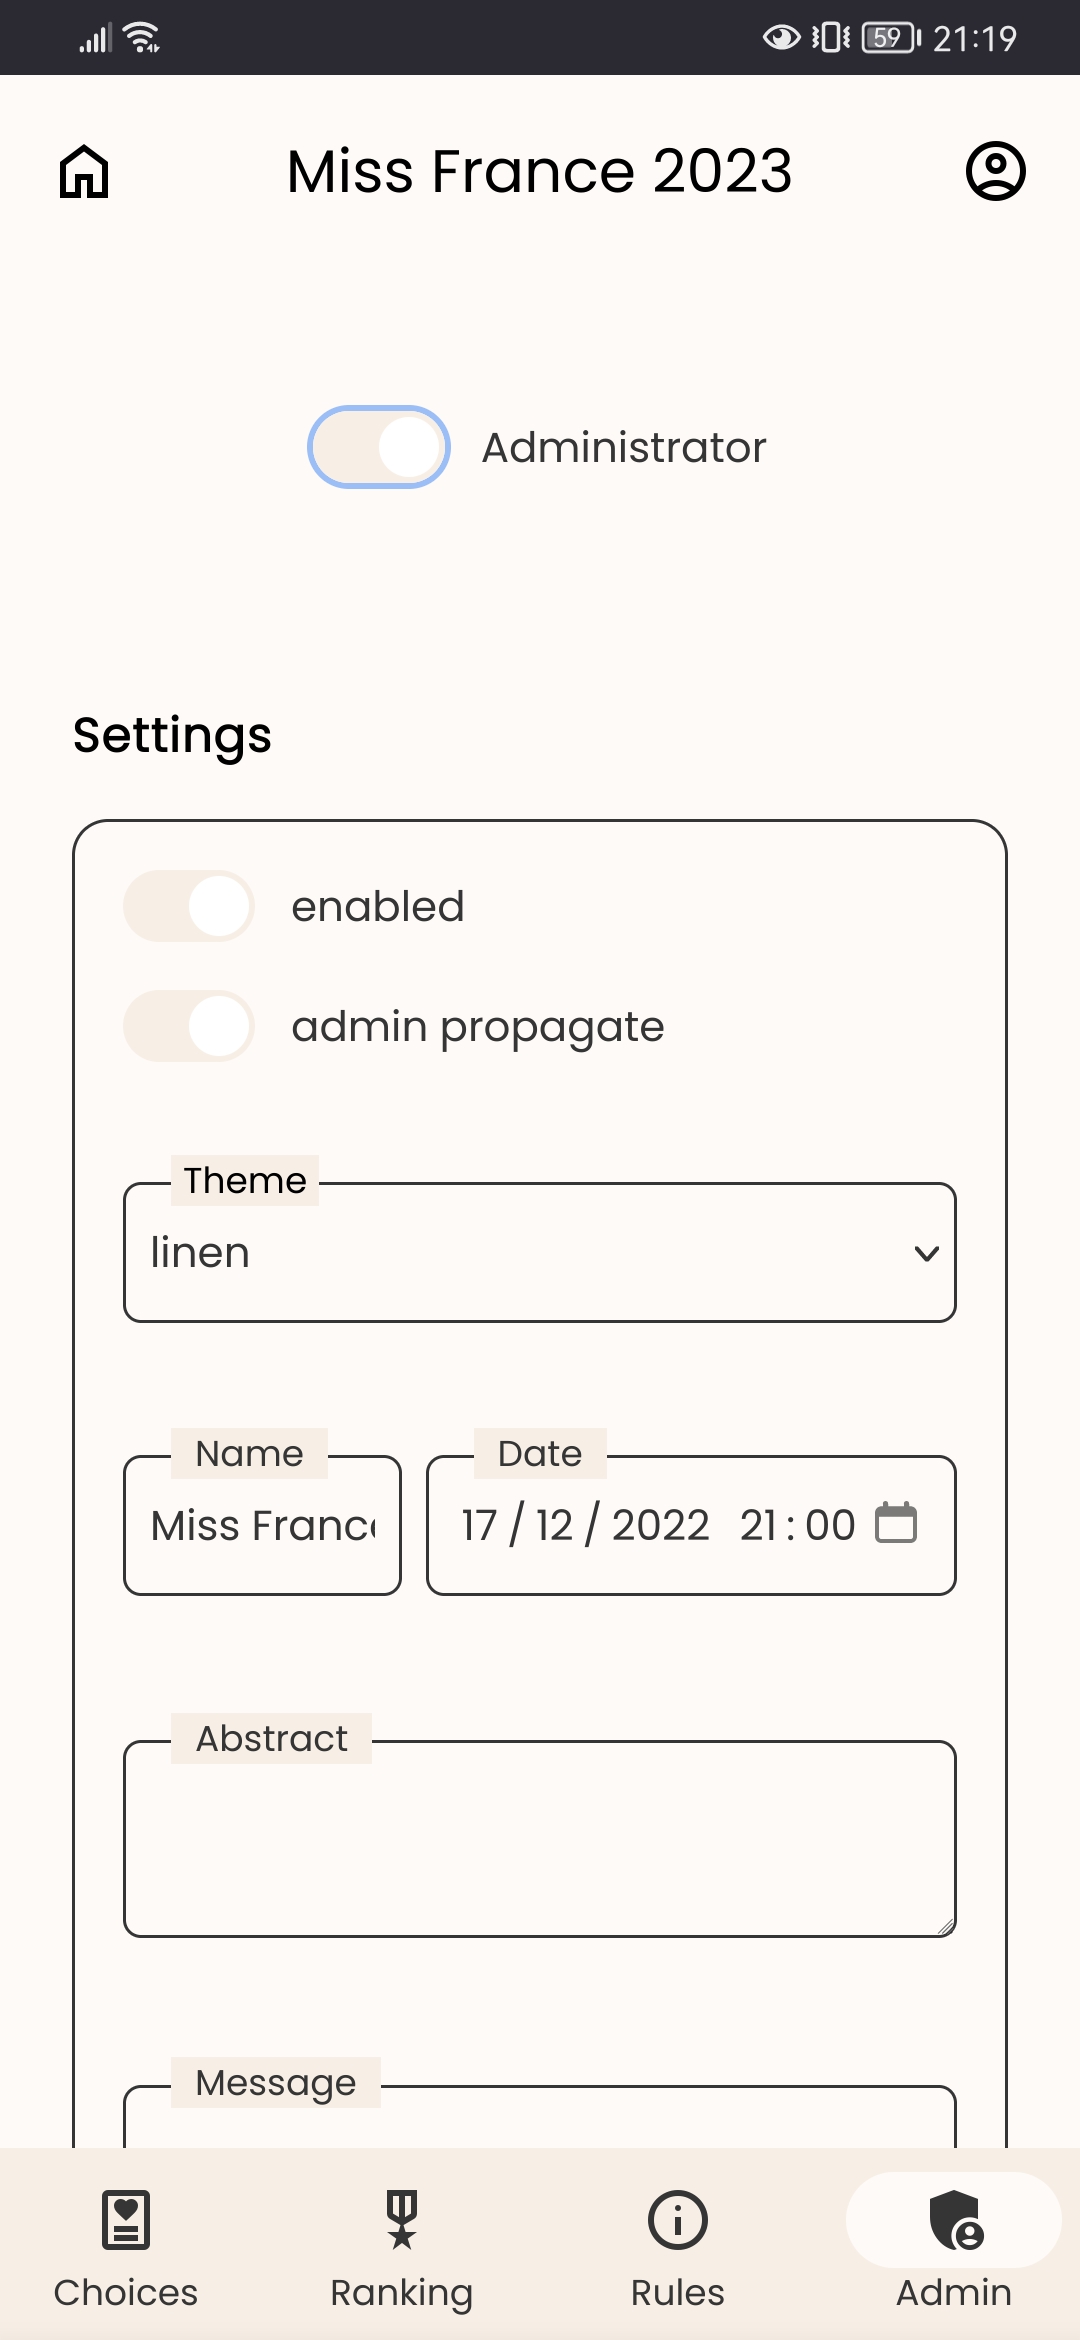 59 21:19
Miss France 2023
Administrator
Settings
enabled
admin propagate
Theme
linen
Name Date
Miss Franc 17 / 12 / 2022 21 : 00
Abstract
Message
Choices Ranking Rules Admin